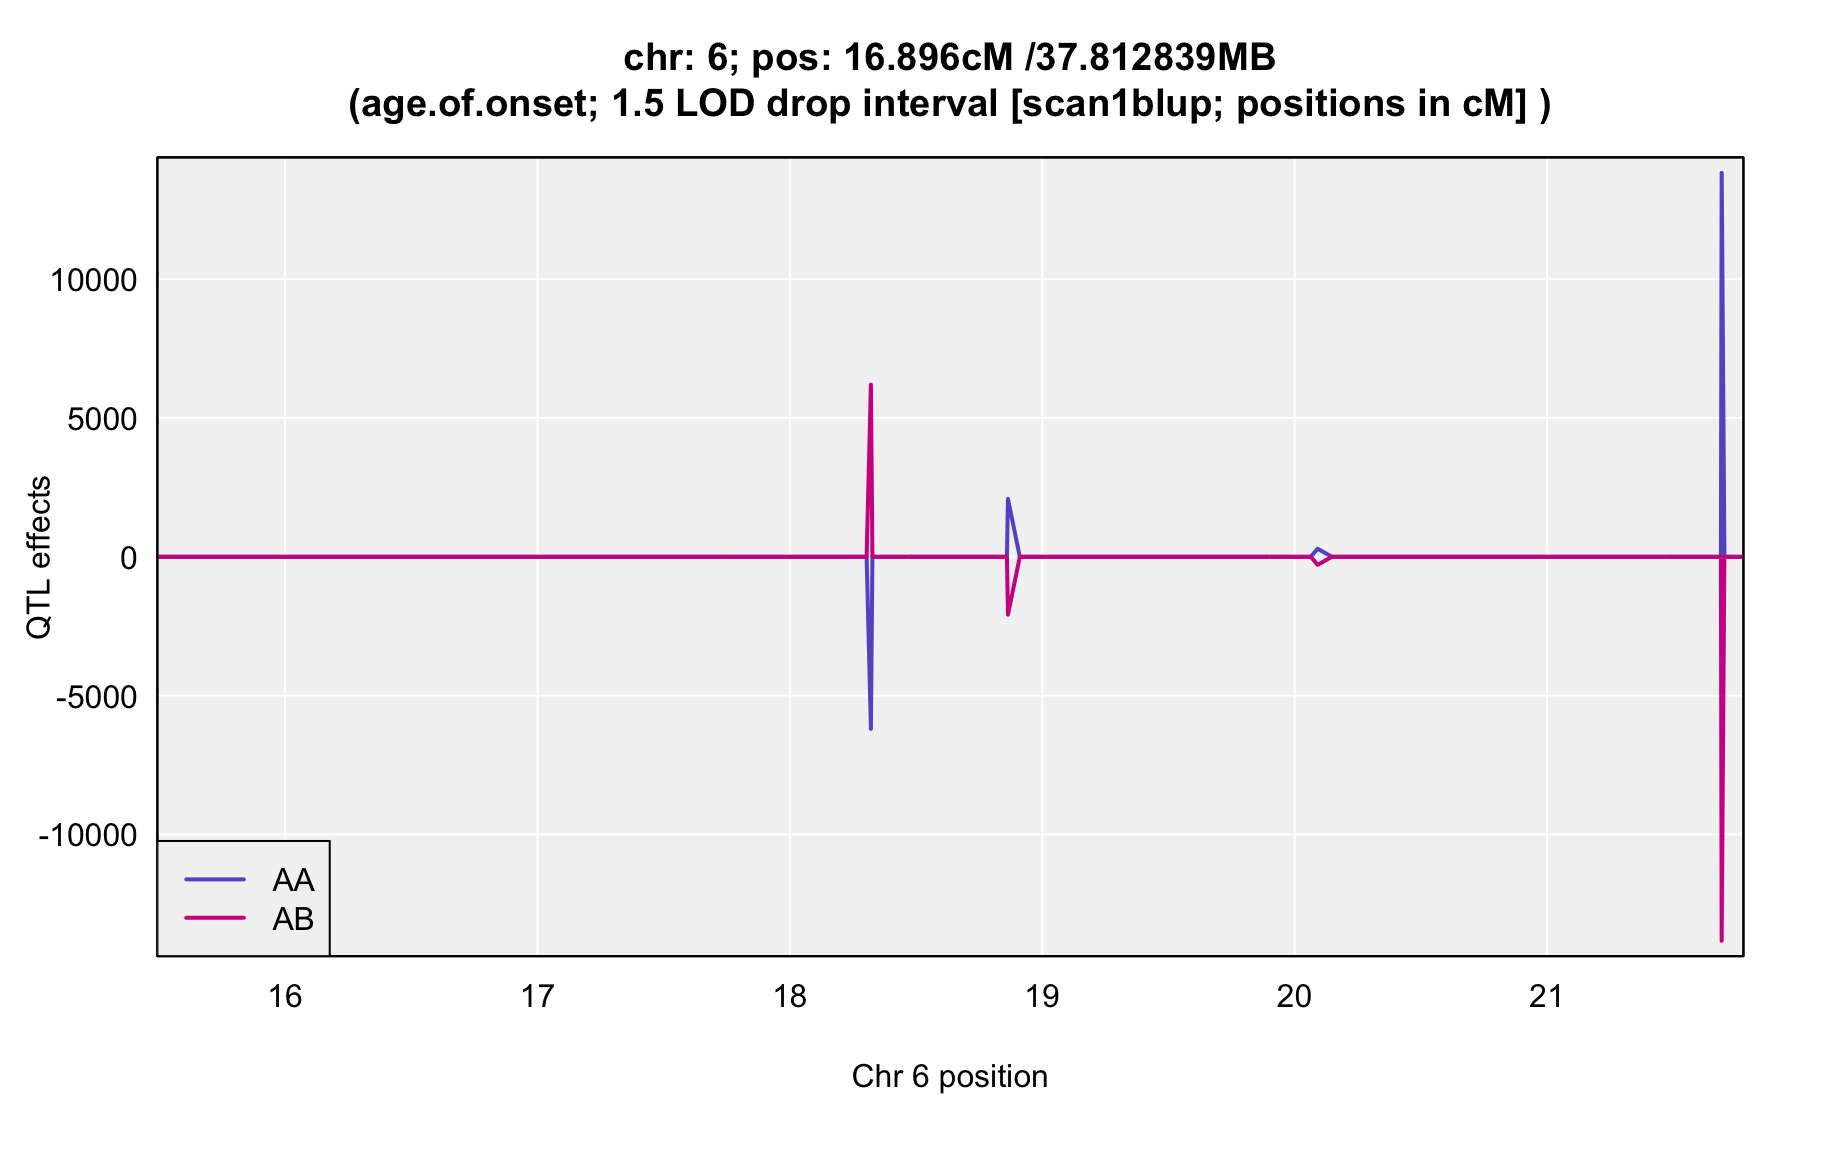 chr: 6; pos: 16.896cM /37.812839MB
(age.of.onset; 1.5 LOD drop interval [scan1blup; positions in cM] )
QTL effects
10000
5000
0
-5000
-10000
AA
AB
16 17 18 19 20 21
Chr 6 position